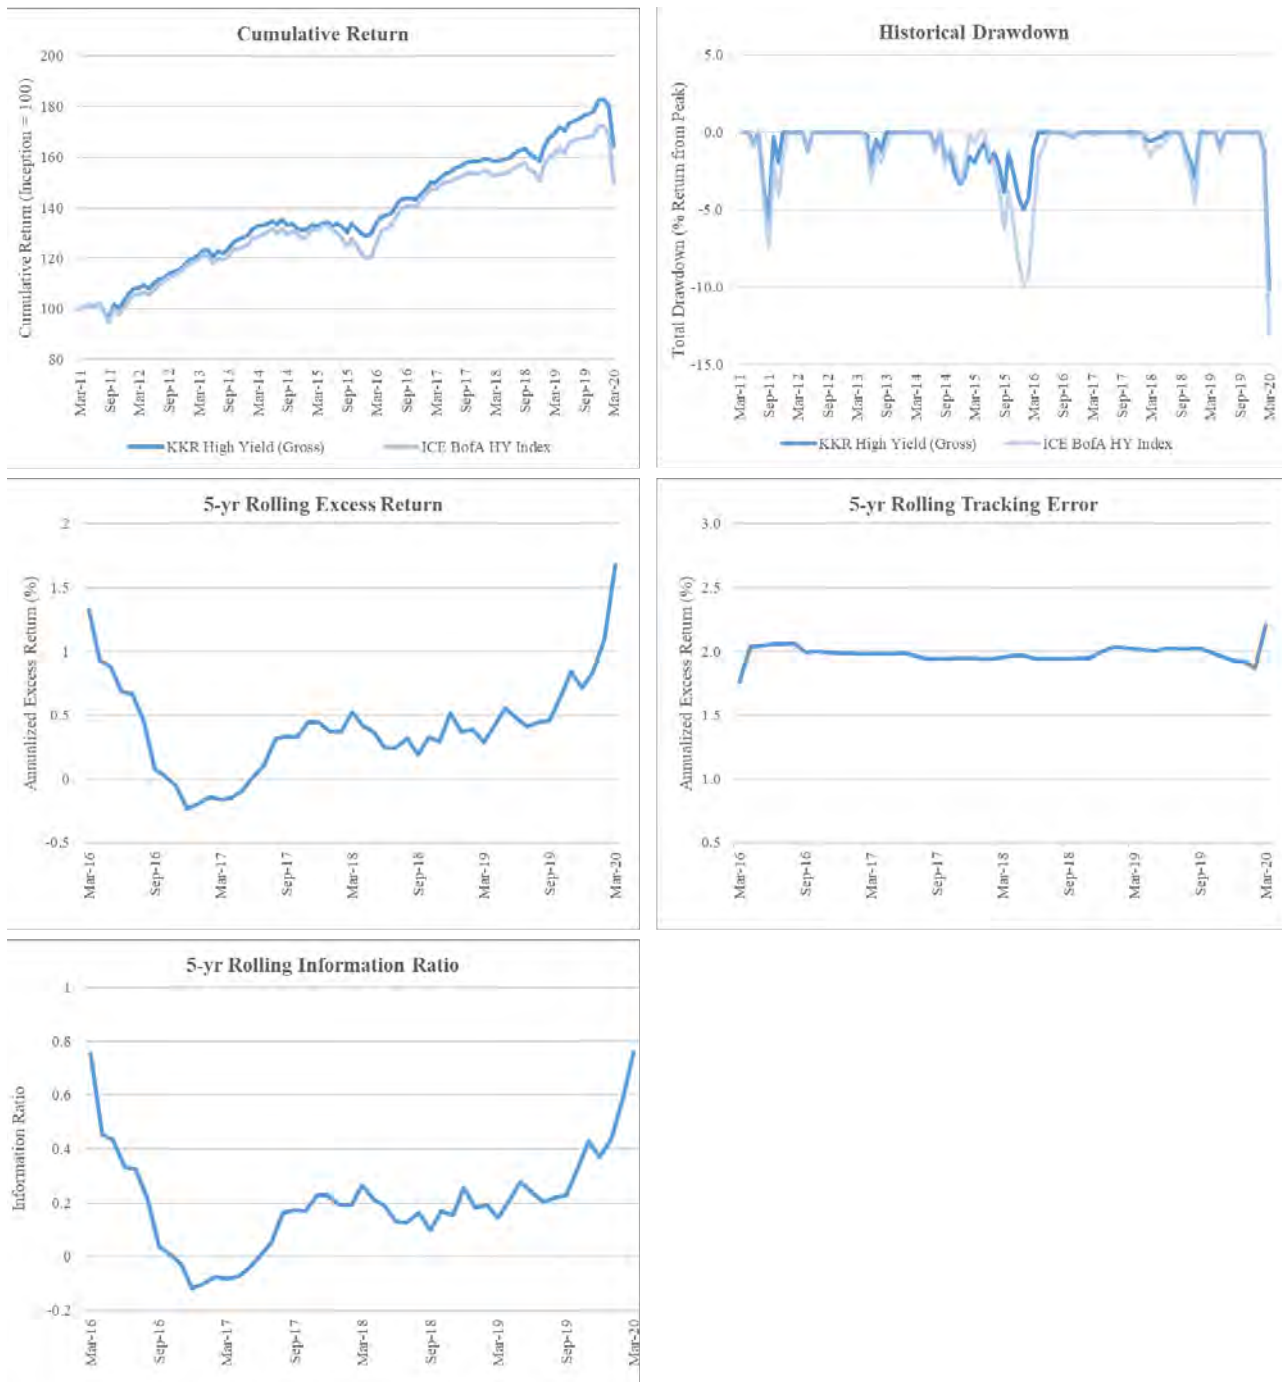 Cumulative Return
Cumulative Return (Inception = 100)
200
180
160
140
120
100
80
Mar-11
Sep-11
Mar-12
Sep-12
Mar-13
Sep-13
Mar-14
Sep-14
Mar-15
Sep-15
Mar-16
Sep-16
Mar-17
Sep-17
Mar-18
Sep-18
Mar-19
Sep-19
Mar-20
KKR High Yield (Gross)
ICE BofA HY Index
Historical Drawdown
Total Drawdown (% Return from Peak)
5.0
0.0
-5.0
-10.0
-15.0
Mar-11
Sep-11
Mar-12
Sep-12
Mar-13
Sep-13
Mar-14
Sep-14
Mar-15
Sep-15
Mar-16
Sep-16
Mar-17
Sep-17
Mar-18
Sep-18
Mar-19
Sep-19
Mar-20
KKR High Yield (Gross)
ICE BofA HY Index
5-yr Rolling Excess Return
Annualized Excess Return (%)
2
1.5
1
0.5
0
-0.5
Mar-16
Sep-16
Mar-17
Sep-17
Mar-18
Sep-18
Mar-19
Sep-19
Mar-20
5-yr Rolling Tracking Error
Annualized Excess Return (%)
3.0
2.5
2.0
1.5
1.0
0.5
Mar-16
Sep-16
Mar-17
Sep-17
Mar-18
Sep-18
Mar-19
Sep-19
Mar-20
5-yr Rolling Information Ratio
Information Ratio
1
0.8
0.6
0.4
0.2
0
-0.2
Mar-16
Sep-16
Mar-17
Sep-17
Mar-18
Sep-18
Mar-19
Sep-19
Mar-20